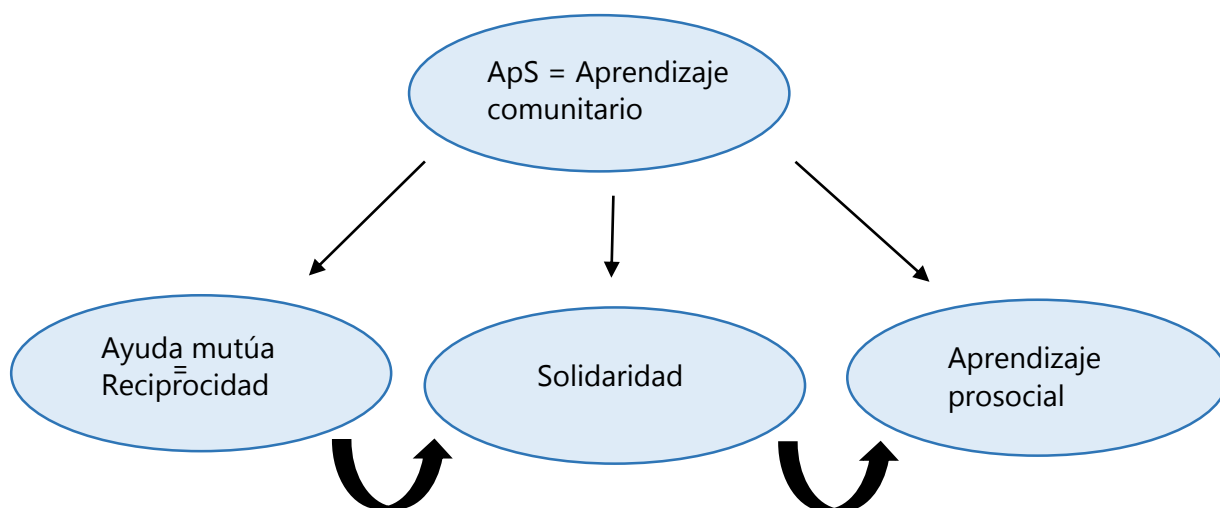 ApS = Aprendizaje
comunitario
Ayuda mutúa
=
Reciprocidad
Solidaridad
Aprendizaje
prosocial